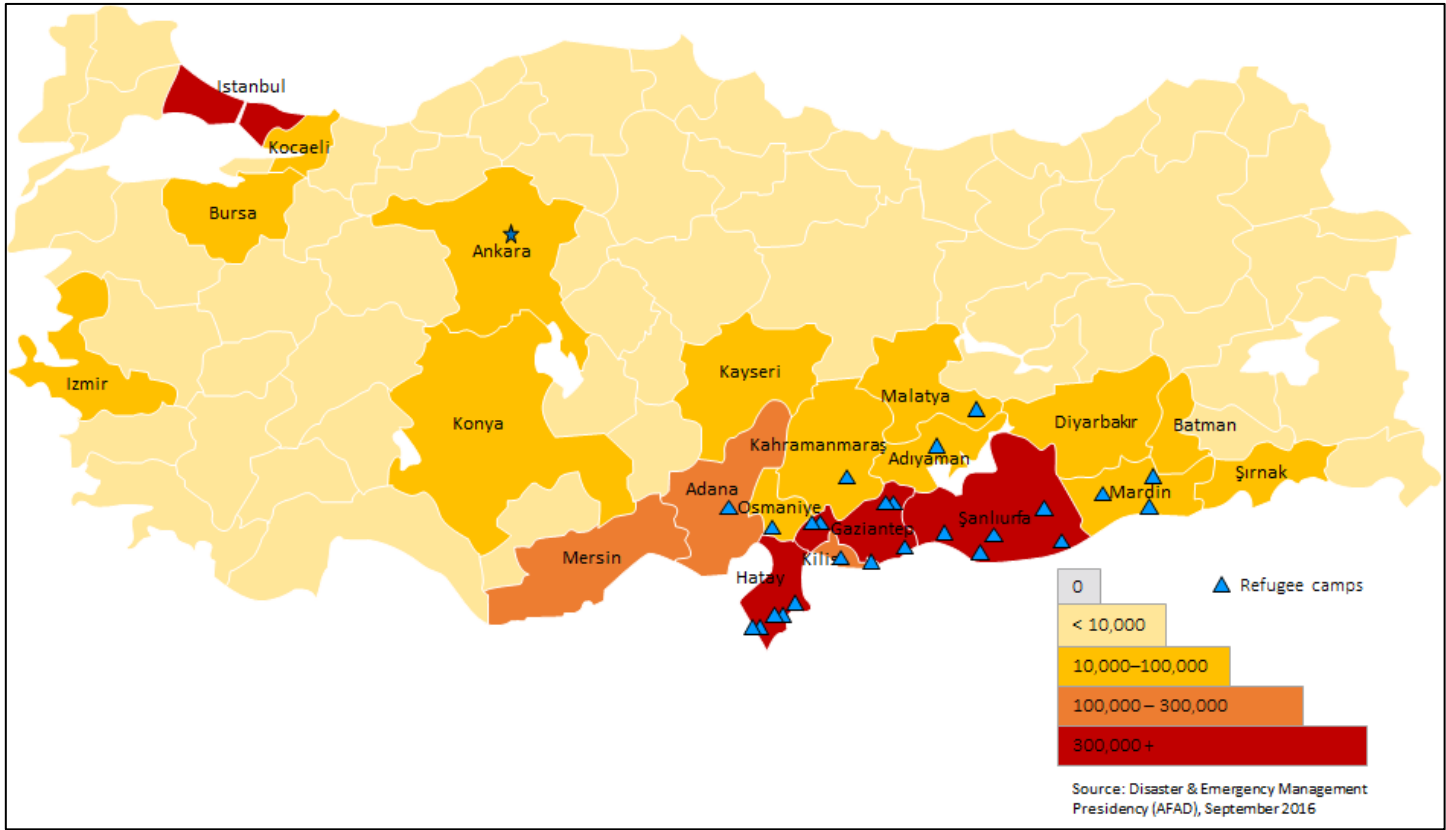 Istanbul
Kocaeli
Bursa
Ankara
Izmir
Konya
Kayseri
Malatya
Diyarbakır
Batman
Kahramanmaraş
Adıyaman
Şırnak
Adana
Osmaniye
Mardin
Gaziantep
Şanlıurfa
Mersin
Kilis
Hatay
0
Refugee camps
< 10,000
10,000–100,000
100,000 – 300,000
300,000+
Source: Disaster & Emergency Management
Presidency (AFAD), September 2016